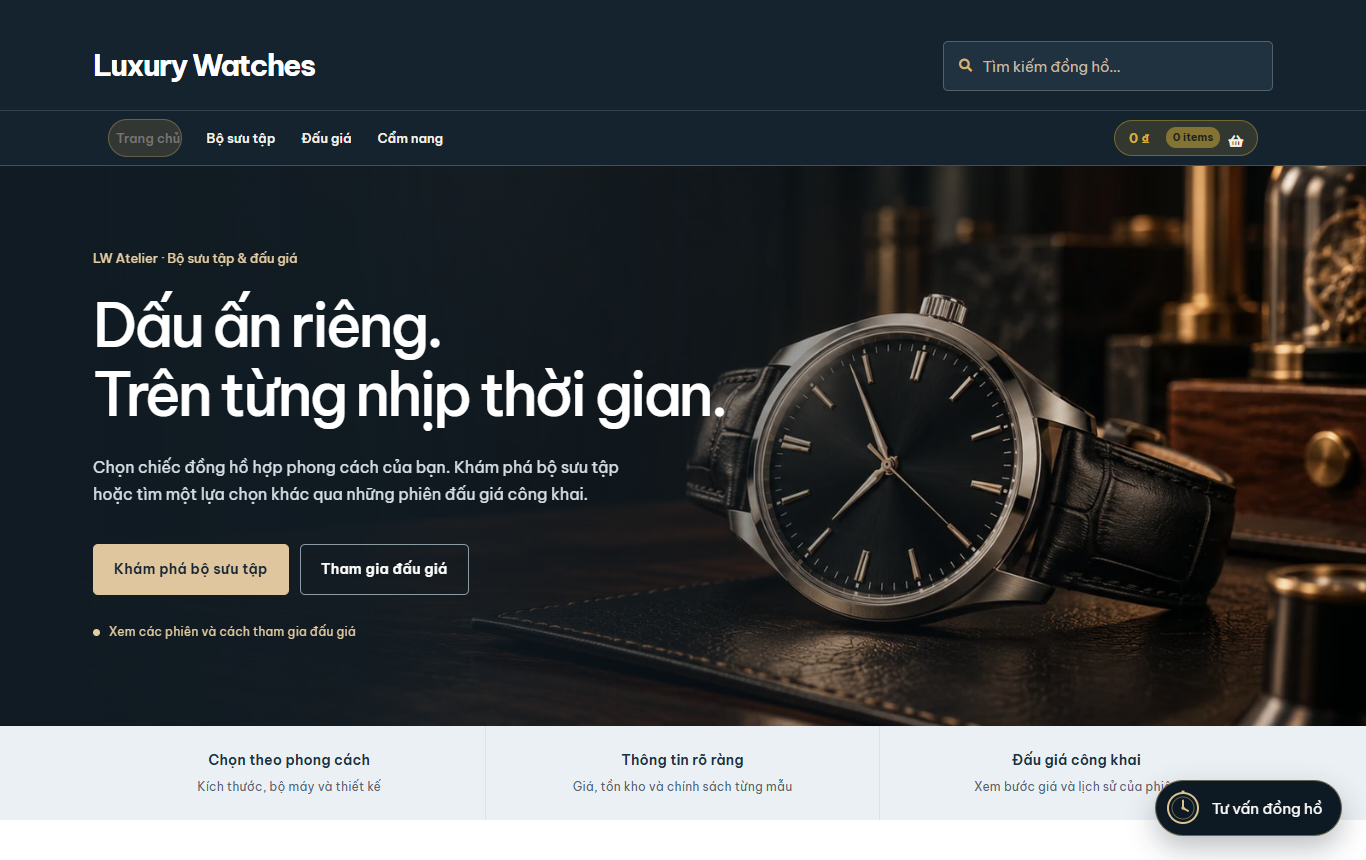 Luxury Watches
Tìm kiếm đồng hồ...
Trang chủ
Bộ sưu tập
Đấu giá
Cẩm nang
0 ₫
0 items
LW Atelier · Bộ sưu tập & đấu giá
Dấu ấn riêng.
Trên từng nhịp thời gian.
Chọn chiếc đồng hồ hợp phong cách của bạn. Khám phá bộ sưu tập
hoặc tìm một lựa chọn khác qua những phiên đấu giá công khai.
Khám phá bộ sưu tập
Tham gia đấu giá
Xem các phiên và cách tham gia đấu giá
Chọn theo phong cách
Kích thước, bộ máy và thiết kế
Thông tin rõ ràng
Giá, tồn kho và chính sách từng mẫu
Đấu giá công khai
Xem bước giá và lịch sử của
Tư vấn đồng hồ